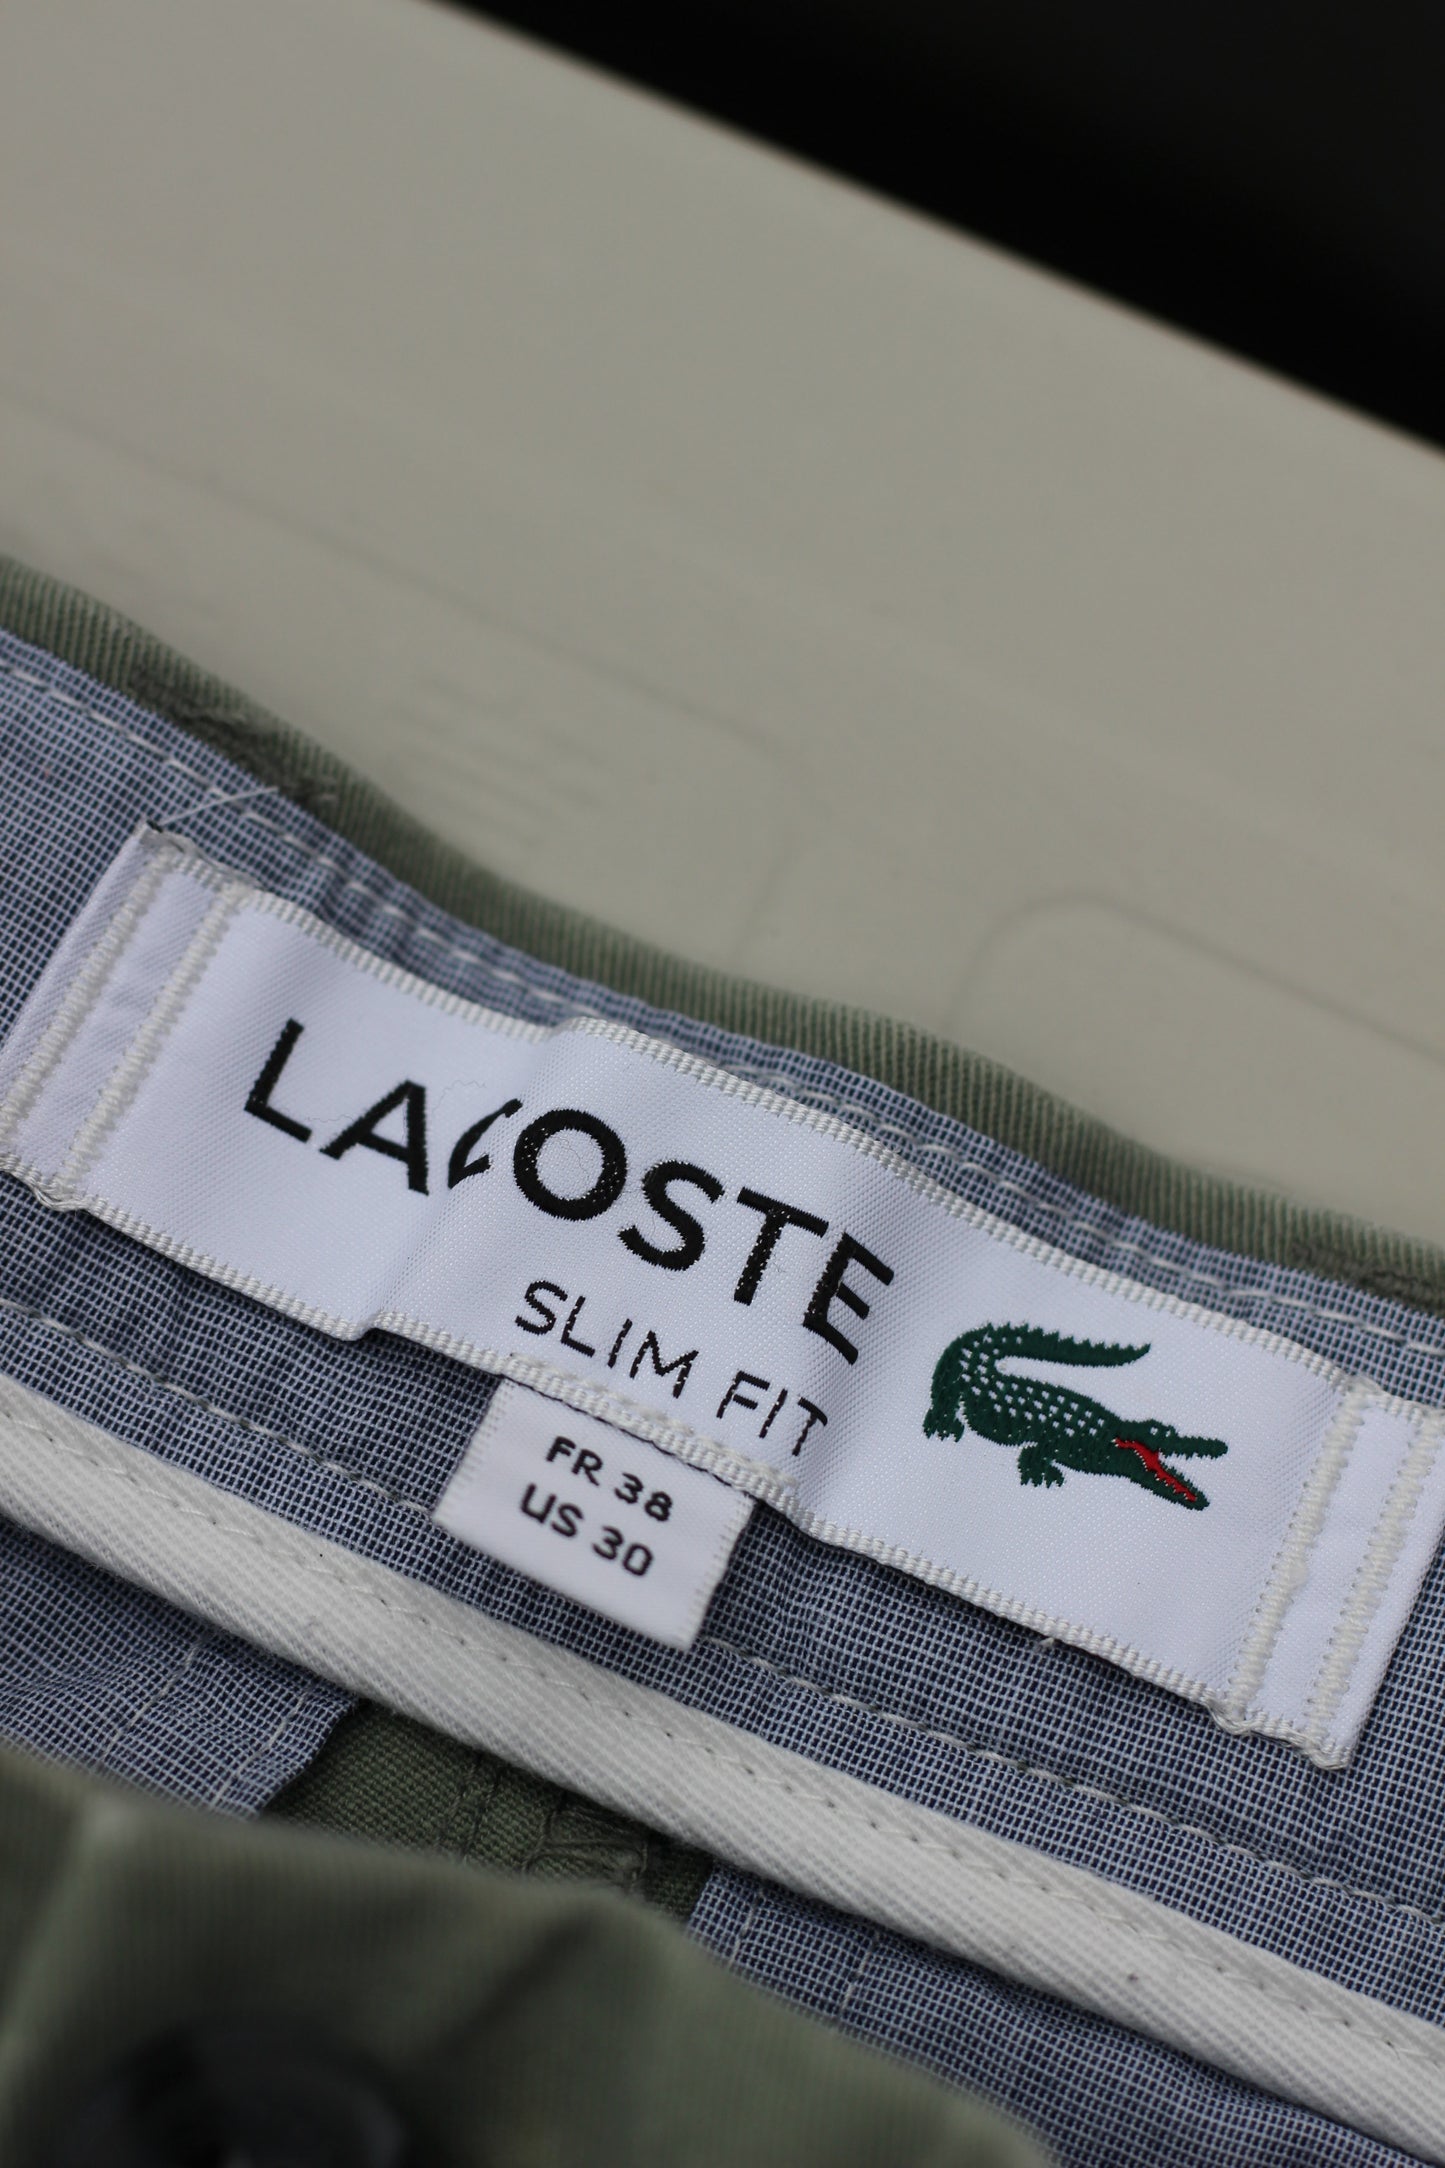 LACOSTE
SLIM FIT
FR 38
US 30